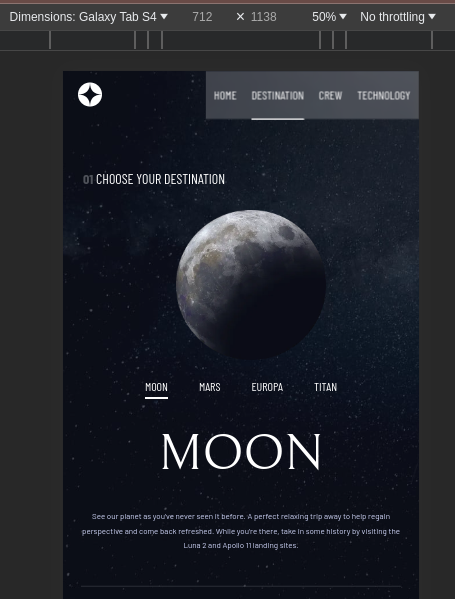 Dimensions: Galaxy Tab S4 712 × 1138 50% No throttling
HOME DESTINATION CREW TECHNOLOGY
01 CHOOSE YOUR DESTINATION
MOON MARS EUROPA TITAN
MOON
See our planet as you've never seen it before. A perfect relaxing trip away to help regain
perspective and come back refreshed. While you're there, take in some history by visiting the
Luna 2 and Apollo 11 landing sites.